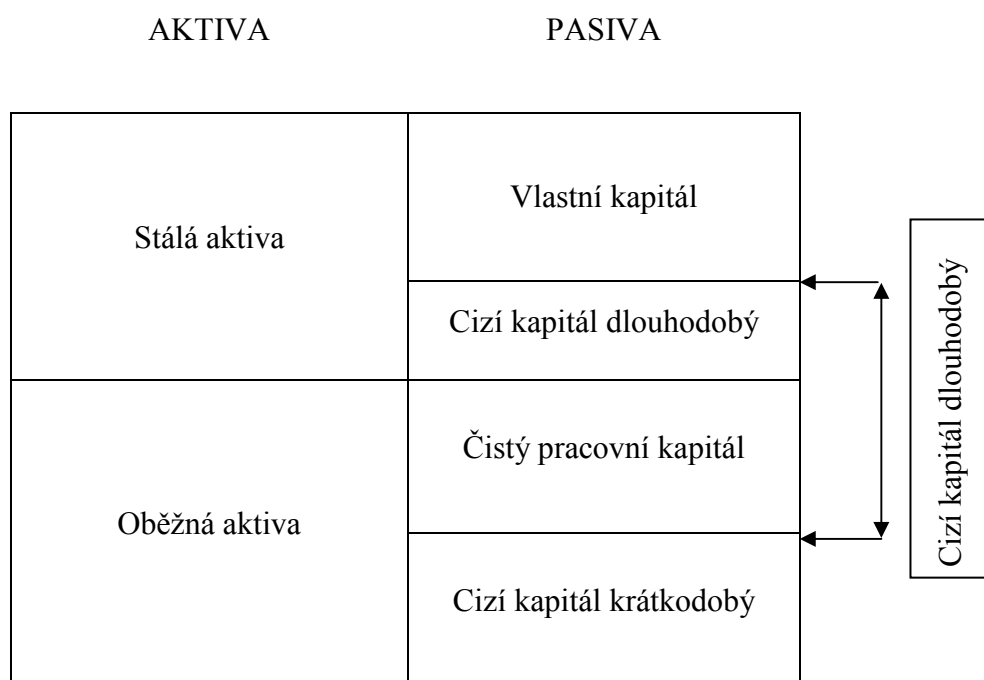 AKTIVA
PASIVA
Vlastní kapitál
Stálá aktiva
Cizí kapitál dlouhodobý
Čistý pracovní kapitál
Oběžná aktiva
Cizí kapitál krátkodobý
Cizí kapitál dlouhodobý